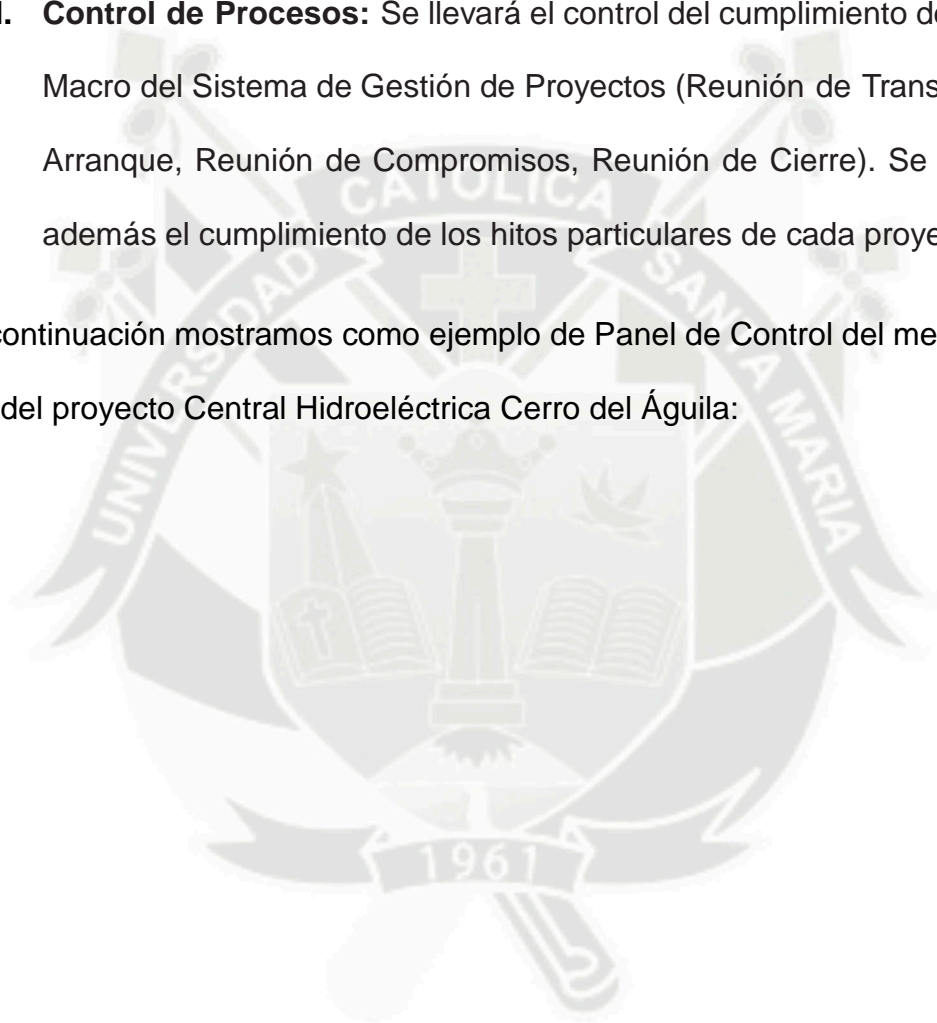 Control de Procesos: Se llevará el control del cumplimiento d
Macro del Sistema de Gestión de Proyectos (Reunión de Trans
Arranque, Reunión de Compromisos, Reunión de Cierre). Se
además el cumplimiento de los hitos particulares de cada proye
continuación mostramos como ejemplo de Panel de Control del me
del proyecto Central Hidroeléctrica Cerro del Águila:
UNIVERSIDAD CATOLICA SANTA MARIA
1961